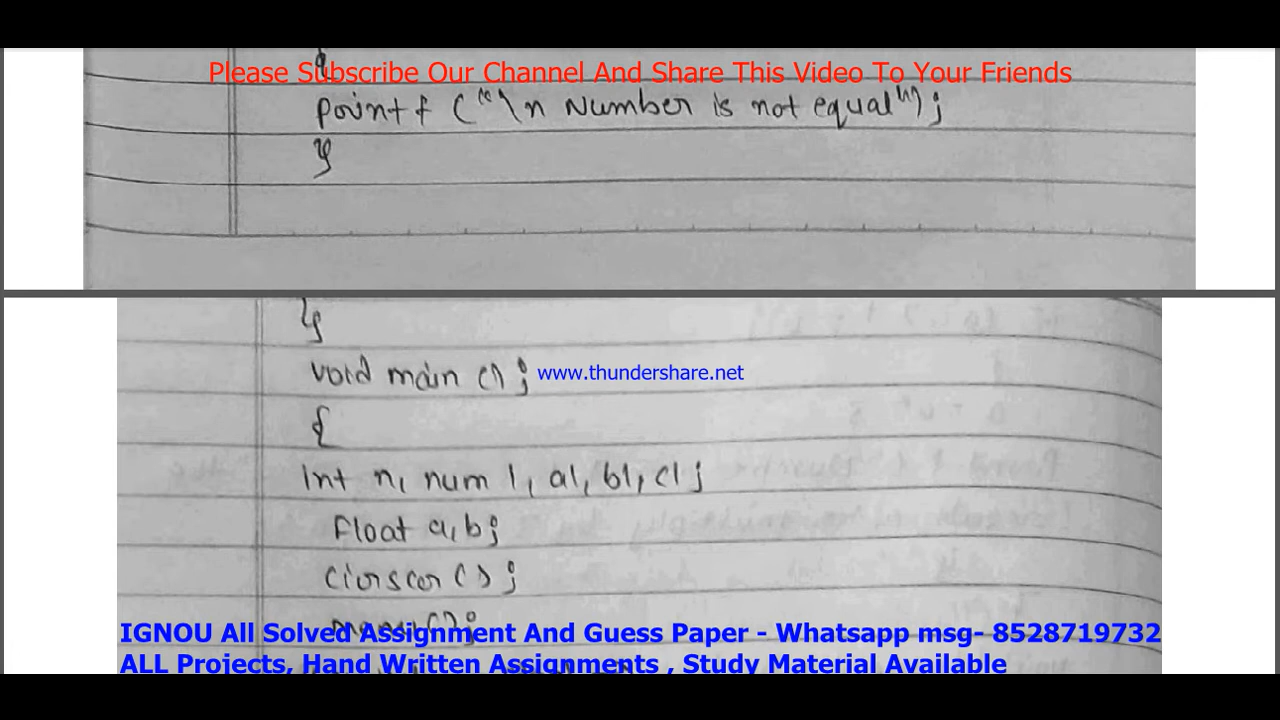 Please Subscribe Our Channel And Share This Video To Your Friends
printf ("\n Number is not equal");
}
}
void main ();
www.thundershare.net
{
int n, num 1, a1, b1, c1;
float a, b;
clrscr ();
IGNOU All Solved Assignment And Guess Paper - Whatsapp msg- 8528719732
ALL Projects, Hand Written Assignments , Study Material Available